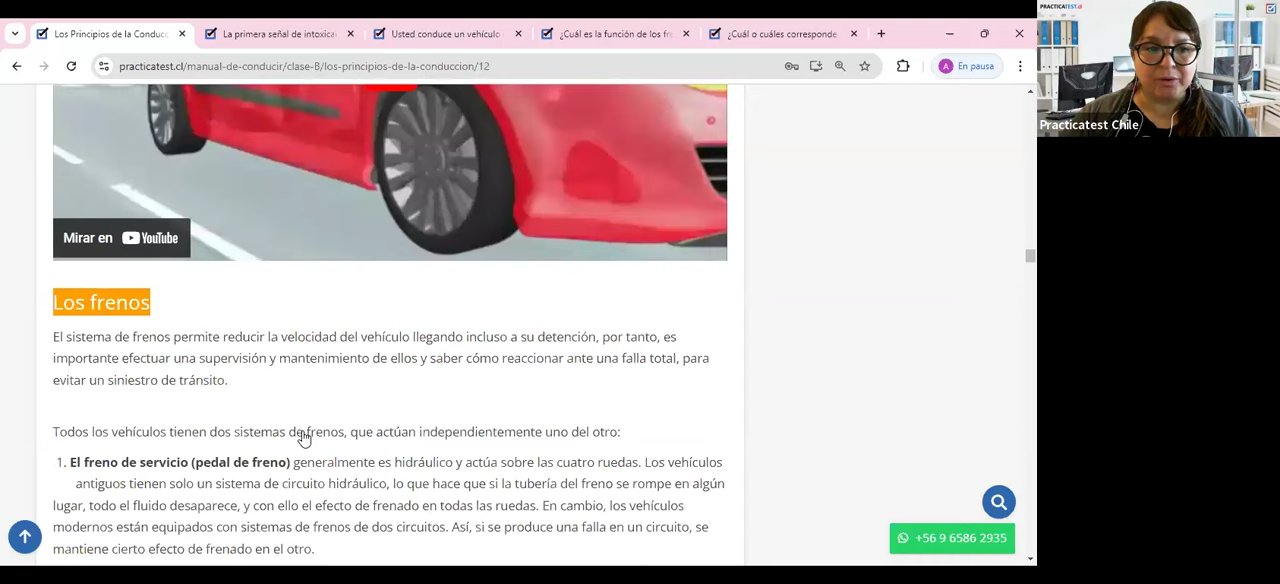 PRACTICATEST.cl
Los Principios de la Conducc
La primera señal de intoxica
Usted conduce un vehículo
¿Cuál es la función de los fre
¿Cuál o cuáles corresponde
practicatest.cl/manual-de-conducir/clase-B/los-principios-de-la-conduccion/12
A
En pausa
Practicatest Chile
Mirar en YouTube
Los frenos
El sistema de frenos permite reducir la velocidad del vehículo llegando incluso a su detención, por tanto, es
importante efectuar una supervisión y mantenimiento de ellos y saber cómo reaccionar ante una falla total, para
evitar un siniestro de tránsito.
Todos los vehículos tienen dos sistemas de frenos, que actúan independientemente uno del otro:
1. El freno de servicio (pedal de freno) generalmente es hidráulico y actúa sobre las cuatro ruedas. Los vehículos
antiguos tienen solo un sistema de circuito hidráulico, lo que hace que si la tubería del freno se rompe en algún
lugar, todo el fluido desaparece, y con ello el efecto de frenado en todas las ruedas. En cambio, los vehículos
modernos están equipados con sistemas de frenos de dos circuitos. Así, si se produce una falla en un circuito, se
mantiene cierto efecto de frenado en el otro.
+56 9 6586 2935